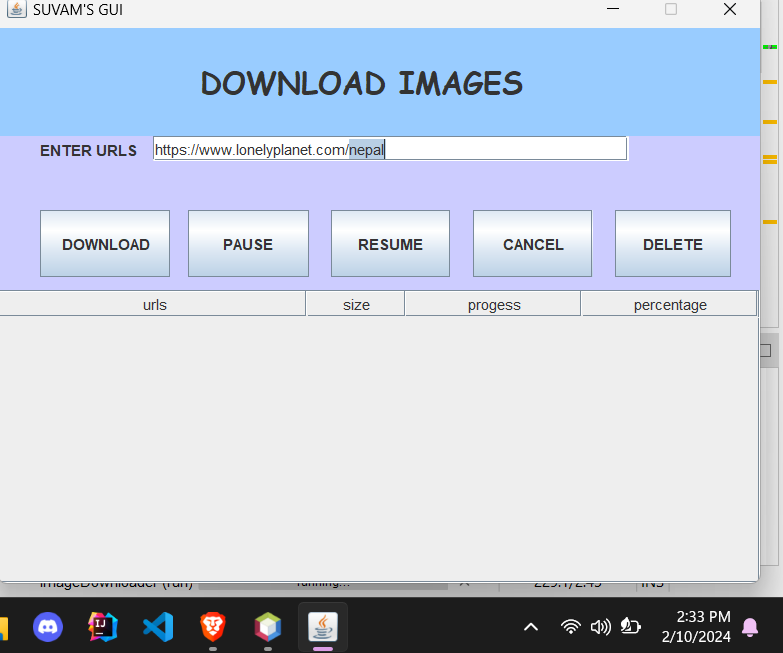 SUVAM'S GUI
DOWNLOAD IMAGES
ENTER URLS https://www.lonelyplanet.com/nepal
DOWNLOAD PAUSE RESUME CANCEL DELETE
urls size progess percentage
ImageDownloader (run) running... 229.1/2.45 INS
2:33 PM
2/10/2024